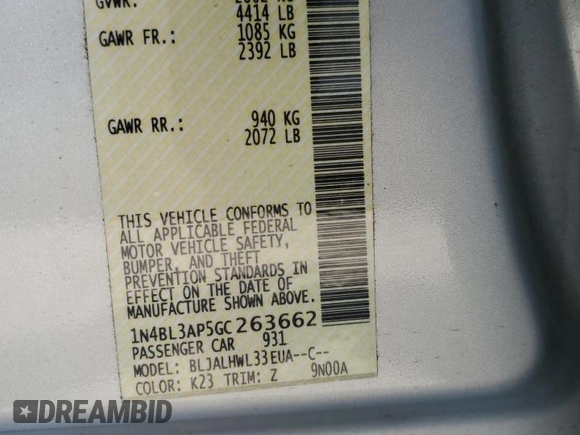 GVWR:
4414 LB
GAWR FR.: 1085 KG
2392 LB
GAWR RR.: 940 KG
2072 LB
THIS VEHICLE CONFORMS TO
ALL APPLICABLE FEDERAL
MOTOR VEHICLE SAFETY,
BUMPER, AND THEFT
PREVENTION STANDARDS IN
EFFECT ON THE DATE OF
MANUFACTURE SHOWN ABOVE.
1N4BL3AP5GC263662
PASSENGER CAR 931
MODEL: BLJALHWL33EUA--C--
COLOR: K23 TRIM: Z 9N00A
DREAMBID